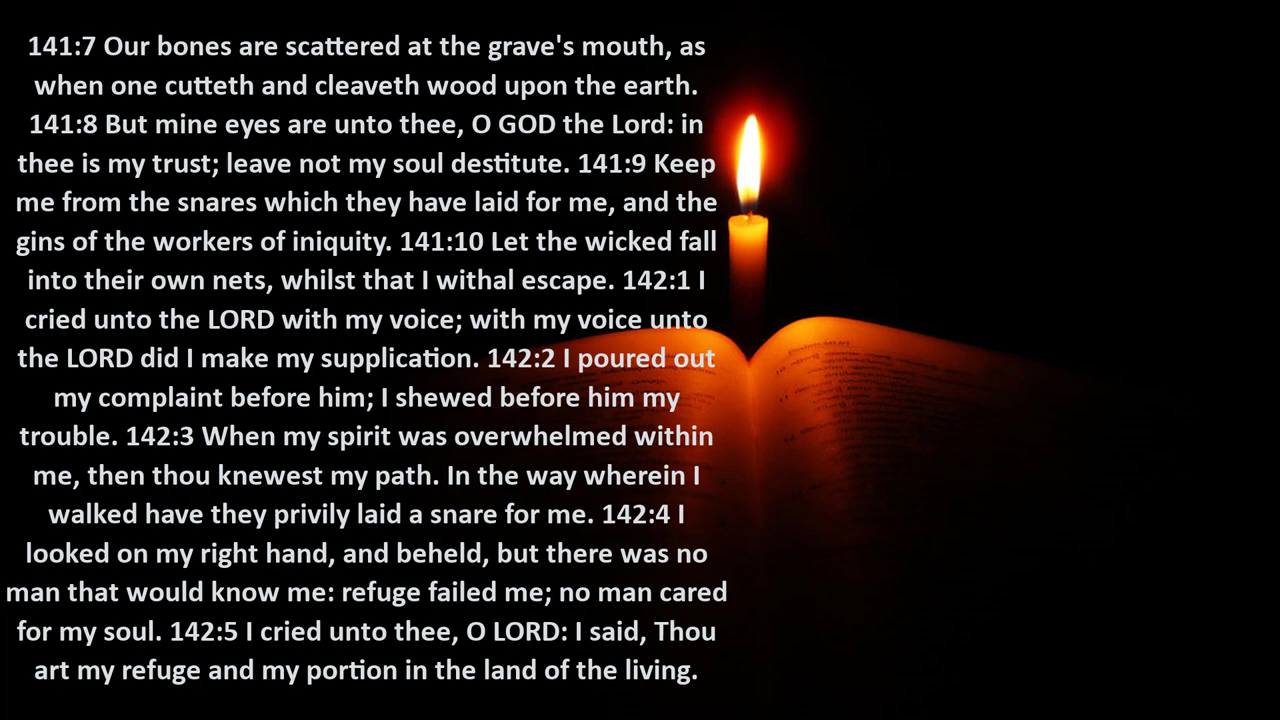 141:7 Our bones are scattered at the grave's mouth, as
when one cutteth and cleaveth wood upon the earth.
141:8 But mine eyes are unto thee, O GOD the Lord: in
thee is my trust; leave not my soul destitute. 141:9 Keep
me from the snares which they have laid for me, and the
gins of the workers of iniquity. 141:10 Let the wicked fall
into their own nets, whilst that I withal escape. 142:1 I
cried unto the LORD with my voice; with my voice unto
the LORD did I make my supplication. 142:2 I poured out
my complaint before him; I shewed before him my
trouble. 142:3 When my spirit was overwhelmed within
me, then thou knewest my path. In the way wherein I
walked have they privily laid a snare for me. 142:4 I
looked on my right hand, and beheld, but there was no
man that would know me: refuge failed me; no man cared
for my soul. 142:5 I cried unto thee, O LORD: I said, Thou
art my refuge and my portion in the land of the living.